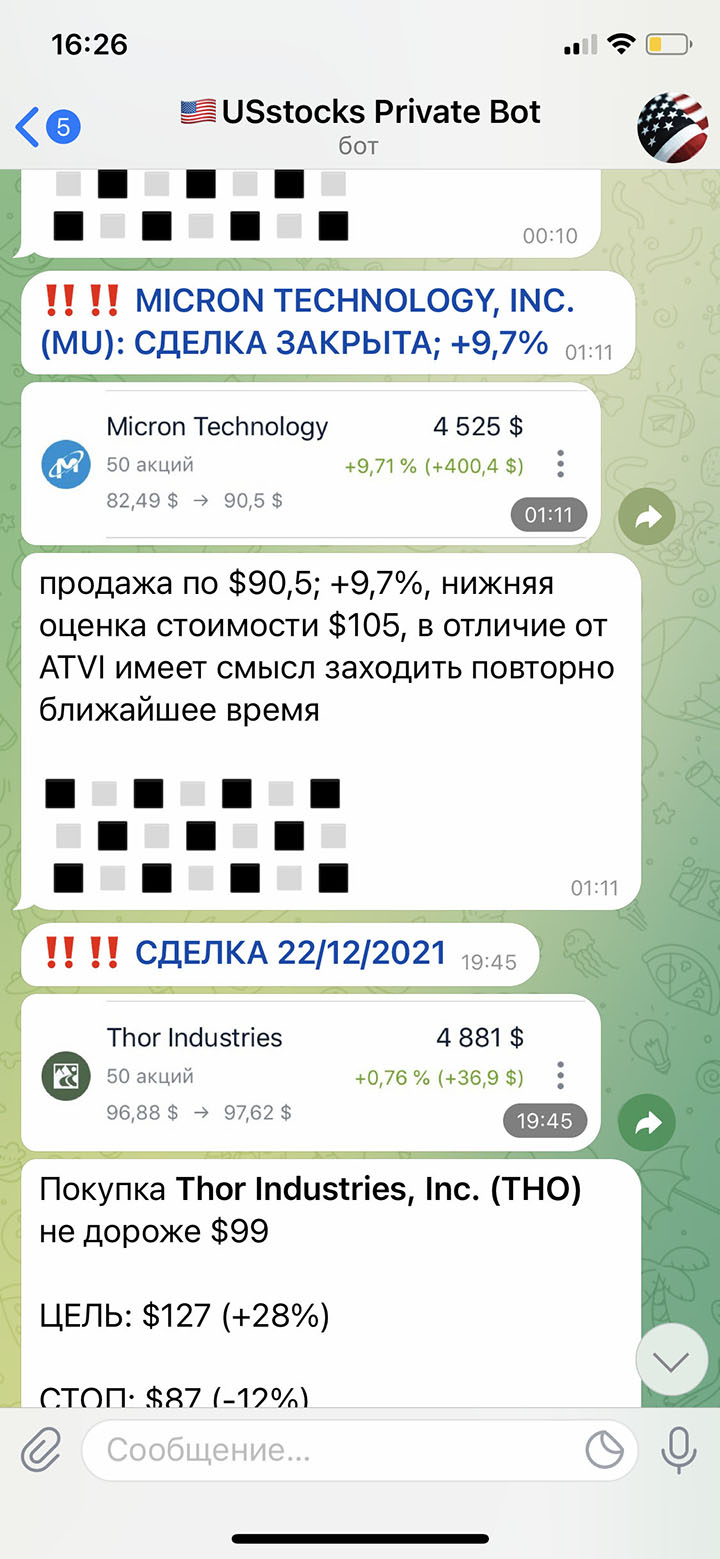 16:26
5
🇺🇸USstocks Private Bot
бот
00:10
‼️ ‼️ MICRON TECHNOLOGY, INC.
(MU): СДЕЛКА ЗАКРЫТА; +9,7% 01:11
Micron Technology 4 525 $
50 акций +9,71 % (+400,4 $)
82,49 $ → 90,5 $
01:11
продажа по $90,5; +9,7%, нижняя
оценка стоимости $105, в отличие от
ATVI имеет смысл заходить повторно
ближайшее время
01:11
‼️ ‼️ СДЕЛКА 22/12/2021 19:45
Thor Industries 4 881 $
50 акций +0,76 % (+36,9 $)
96,88 $ → 97,62 $
19:45
Покупка Thor Industries, Inc. (THO)
не дороже $99
ЦЕЛЬ: $127 (+28%)
СТОП: $87 (-12%)
Сообщение...